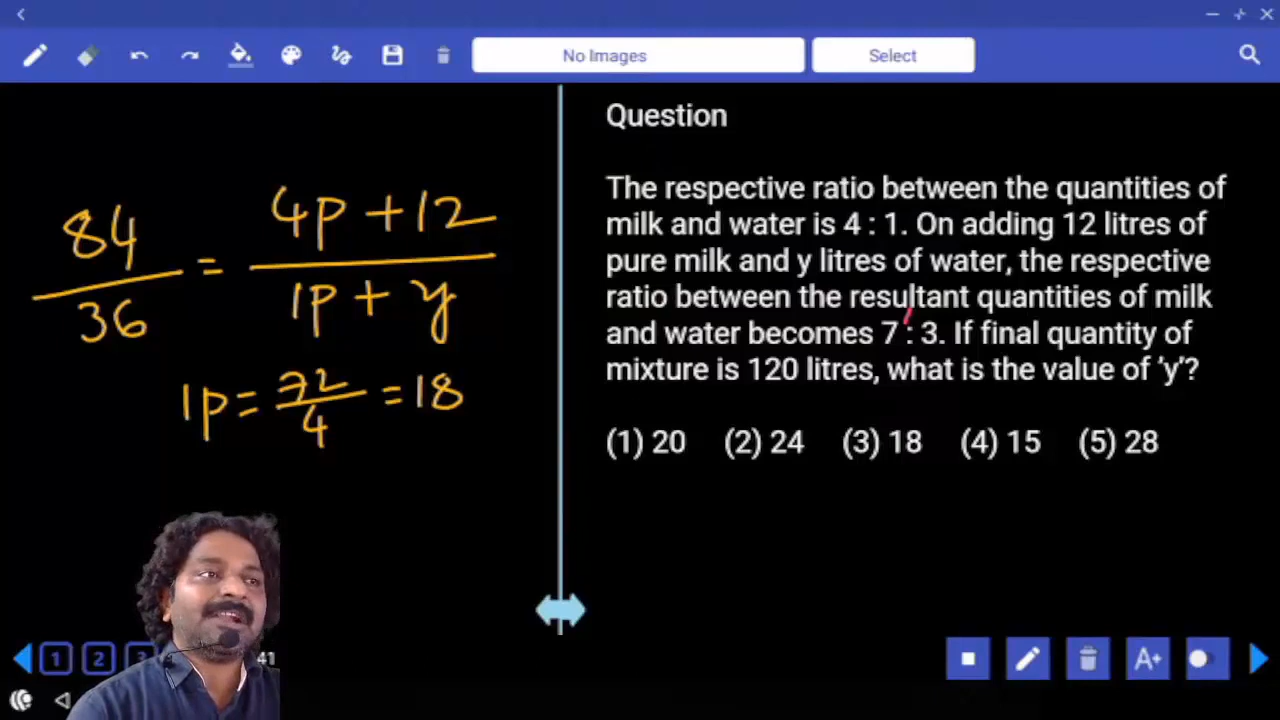 No Images
Select
84/36 = 4p + 12/1p + y
1p = 72/4 = 18
Question
The respective ratio between the quantities of
milk and water is 4 : 1. On adding 12 litres of
pure milk and y litres of water, the respective
ratio between the resultant quantities of milk
and water becomes 7 : 3. If final quantity of
mixture is 120 litres, what is the value of 'y'?
(1) 20 (2) 24 (3) 18 (4) 15 (5) 28
1 2 3 41
A+